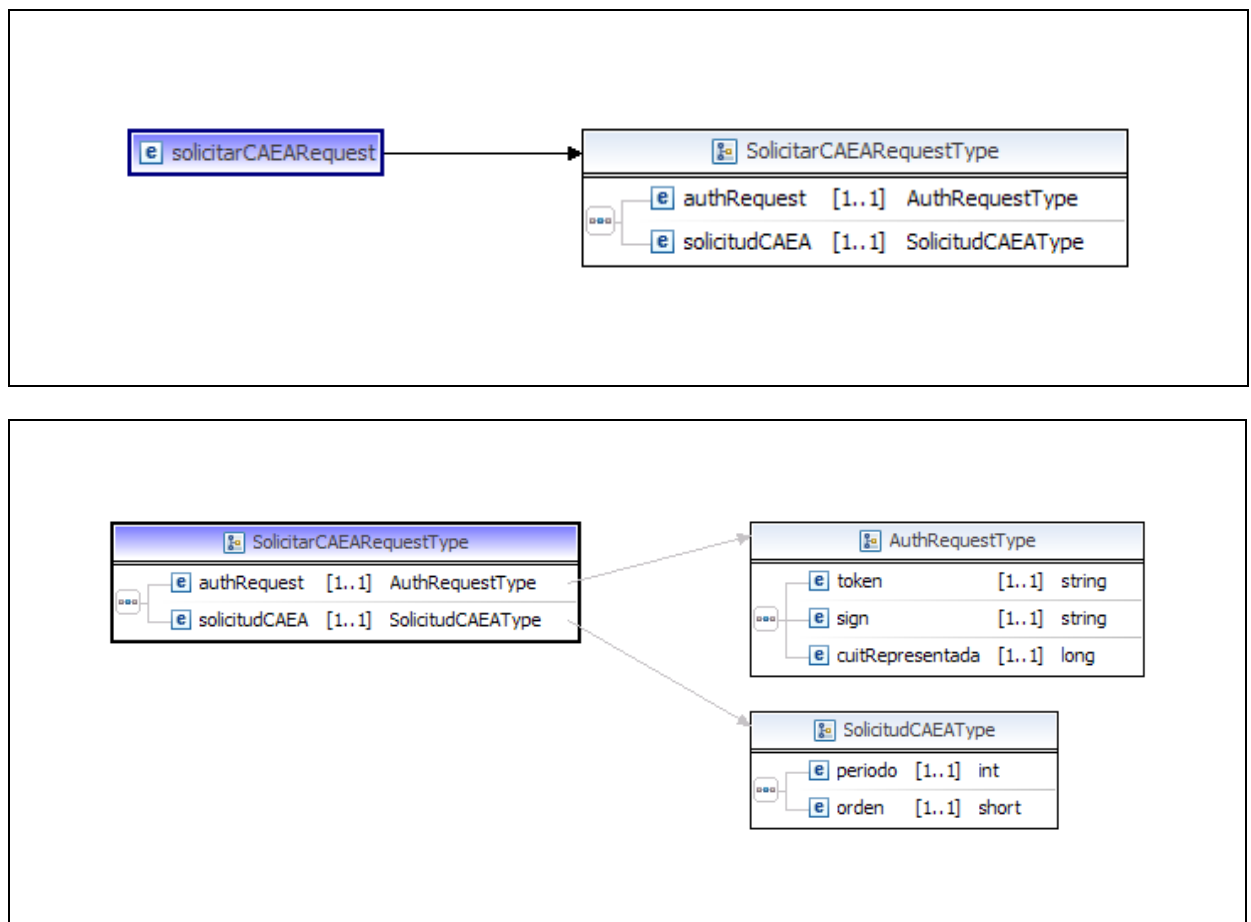 e solicitarCAEARequest
SolicitarCAEARequestType
e authRequest [1..1] AuthRequestType
e solicitudCAEA [1..1] SolicitudCAEAType
SolicitarCAEARequestType
e authRequest [1..1] AuthRequestType
e solicitudCAEA [1..1] SolicitudCAEAType
AuthRequestType
e token [1..1] string
e sign [1..1] string
e cuitRepresentada [1..1] long
SolicitudCAEAType
e periodo [1..1] int
e orden [1..1] short